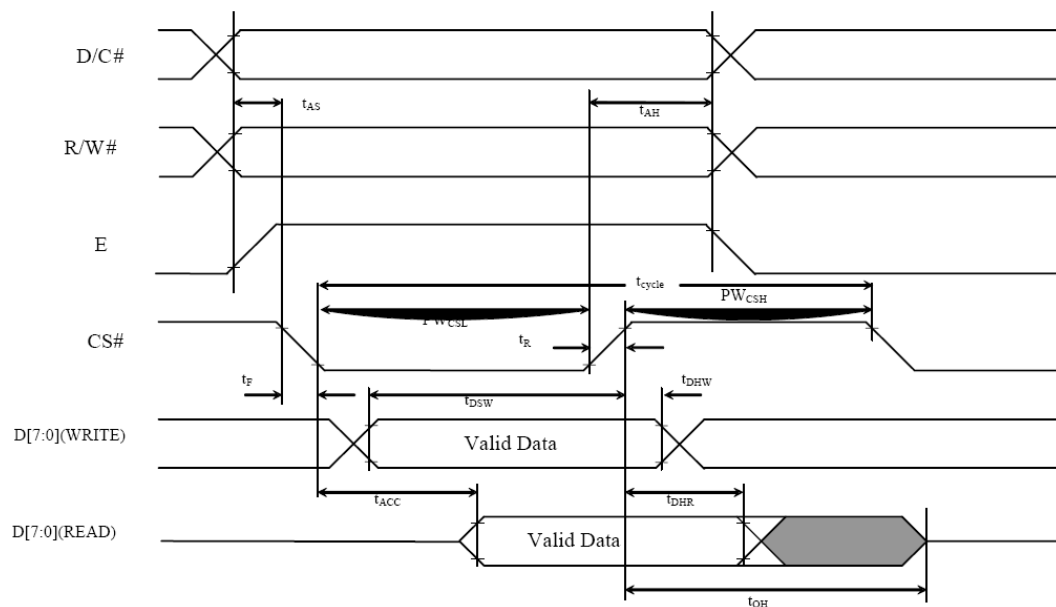 D/C#
tAS
tAH
R/W#
E
tcycle
PWCSH
PWCSL
CS#
tR
tF
tDHW
tDSW
D[7:0](WRITE)
Valid Data
tACC
tDHR
D[7:0](READ)
Valid Data
tOH